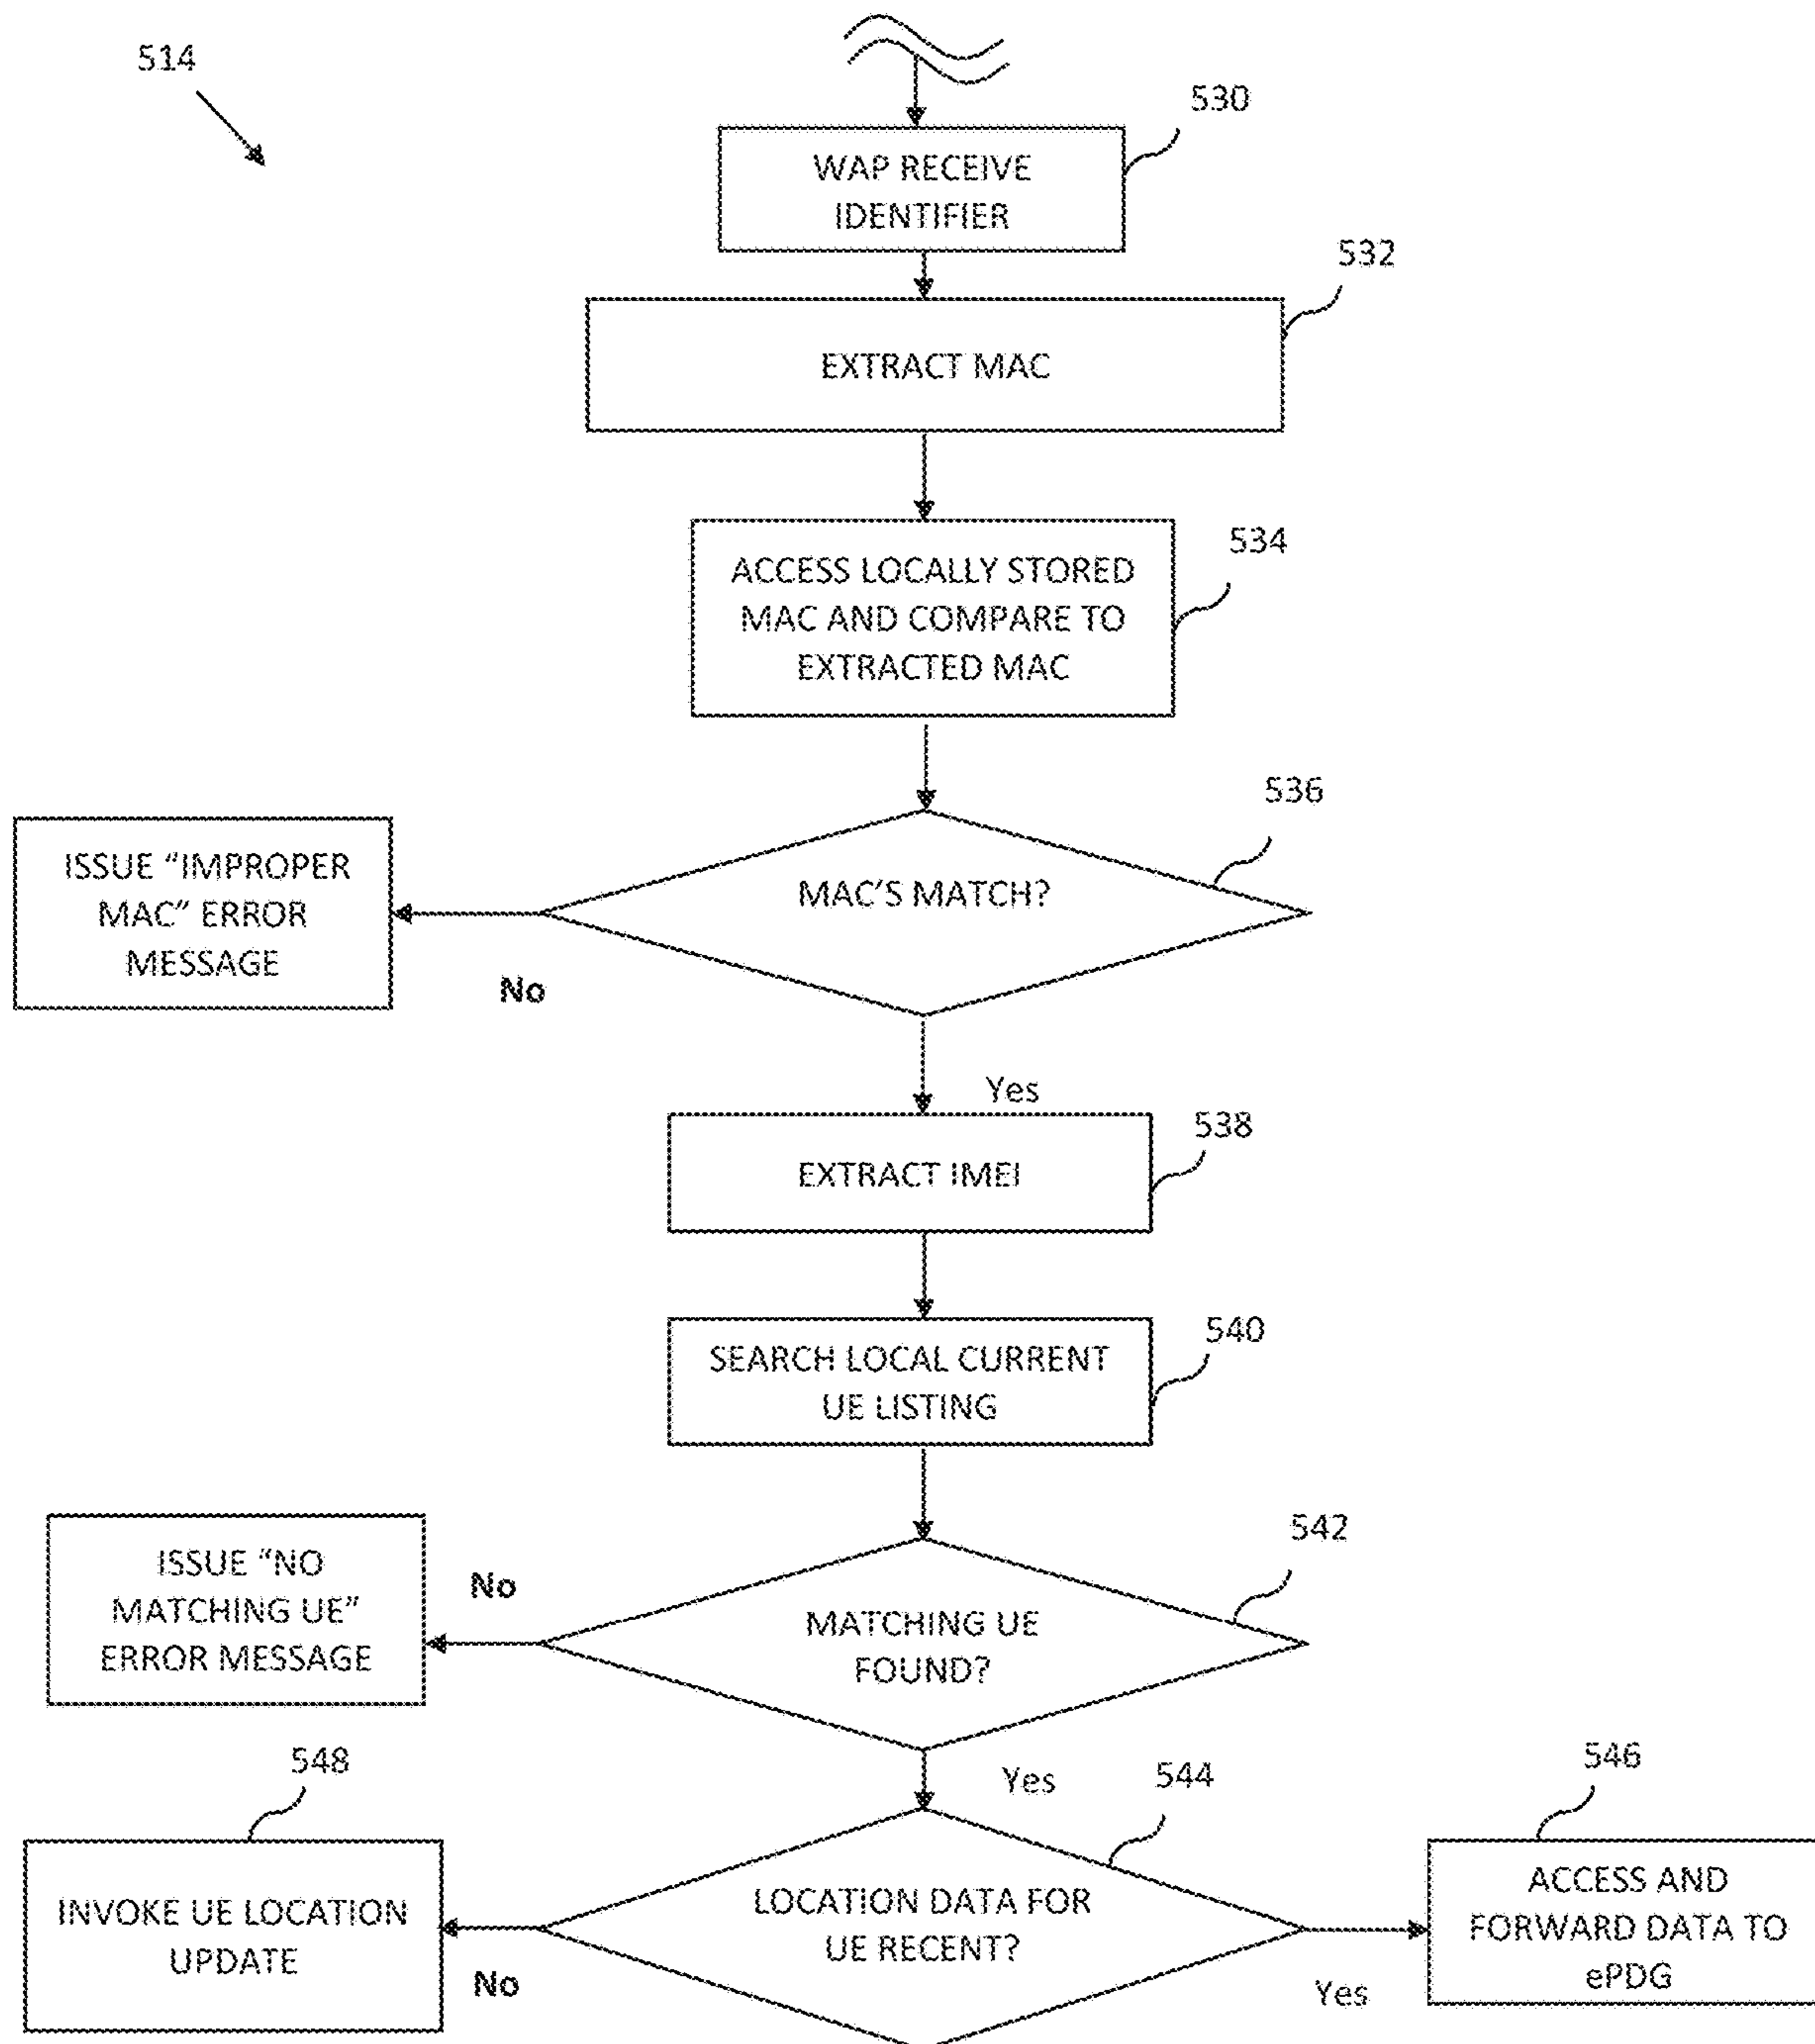 514
530
WAP RECEIVE
IDENTIFIER
532
EXTRACT MAC
534
ACCESS LOCALLY STORED
MAC AND COMPARE TO
EXTRACTED MAC
536
MAC'S MATCH?
ISSUE “IMPROPER
MAC” ERROR
MESSAGE
No
Yes
538
EXTRACT IMEI
540
SEARCH LOCAL CURRENT
UE LISTING
542
MATCHING UE
FOUND?
No
ISSUE “NO
MATCHING UE”
ERROR MESSAGE
Yes
544
LOCATION DATA FOR
UE RECENT?
548
INVOKE UE LOCATION
UPDATE
No
546
ACCESS AND
FORWARD DATA TO
ePDG
Yes